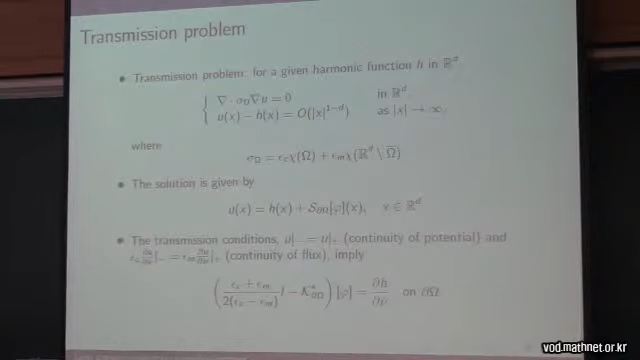 Transmission problem
• Transmission problem: for a given harmonic function h in ℝ^d
∇ · σ_Ω∇u = 0 in ℝ^d
u(x) − h(x) = O(|x|^{1−d}) as |x| → ∞
where
σ_Ω = ϵ_c χ(Ω) + ϵ_m χ(ℝ^d \ Ω̅)
• The solution is given by
u(x) = h(x) + S_{∂Ω}[φ](x), x ∈ ℝ^d
• The transmission conditions, u|_− = u|_+ (continuity of potential) and
ϵ_c ∂u/∂ν|_− = ϵ_m ∂u/∂ν|_+ (continuity of flux), imply
( (ϵ_c + ϵ_m)/(2(ϵ_c − ϵ_m)) I − K*_{∂Ω} ) [φ] = ∂h/∂ν on ∂Ω
vod.mathnet.or.kr